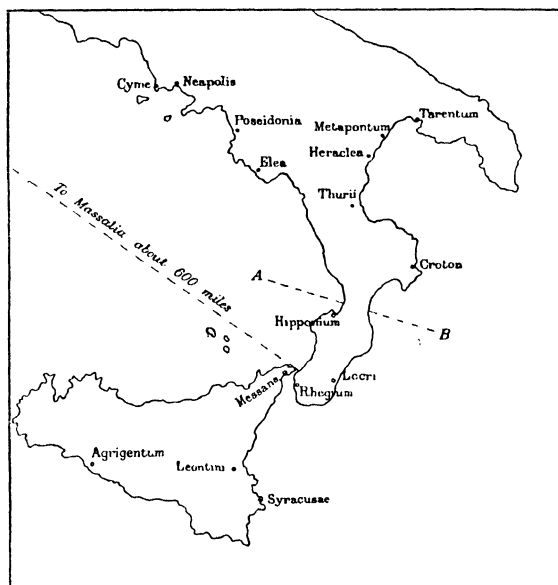 Cyme
Neapolis
Poseidonia
Tarentum
Metapontum
Heraclea
Elea
Thurii
To Massalia about 600 miles
Croton
A
Hipponium
B
Messana
Rhegium
Locri
Agrigentum
Leontini
Syracusae